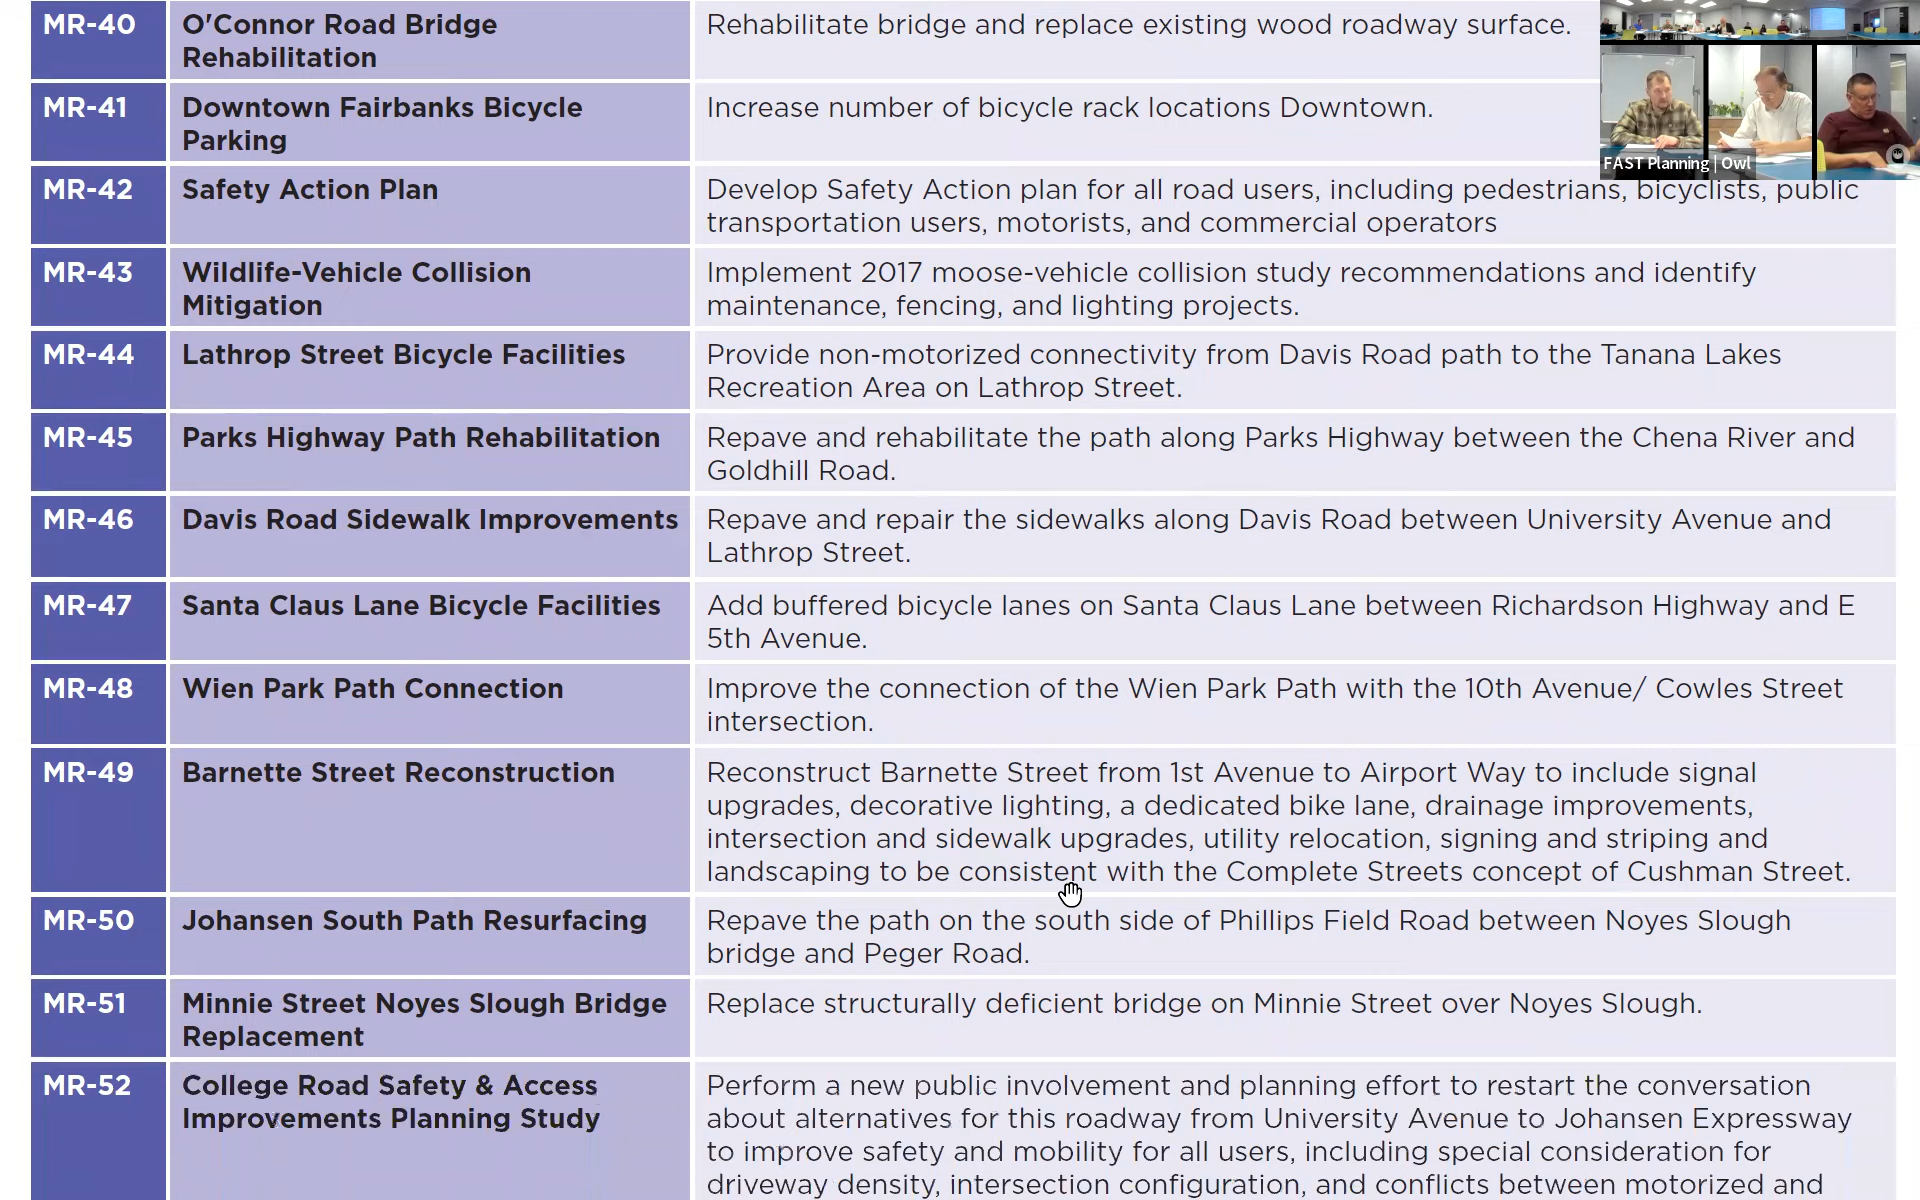 MR-40
O'Connor Road Bridge
Rehabilitation
Rehabilitate bridge and replace existing wood roadway surface.
MR-41
Downtown Fairbanks Bicycle
Parking
Increase number of bicycle rack locations Downtown.
FAST Planning | Owl
MR-42
Safety Action Plan
Develop Safety Action plan for all road users, including pedestrians, bicyclists, public
transportation users, motorists, and commercial operators
MR-43
Wildlife-Vehicle Collision
Mitigation
Implement 2017 moose-vehicle collision study recommendations and identify
maintenance, fencing, and lighting projects.
MR-44
Lathrop Street Bicycle Facilities
Provide non-motorized connectivity from Davis Road path to the Tanana Lakes
Recreation Area on Lathrop Street.
MR-45
Parks Highway Path Rehabilitation
Repave and rehabilitate the path along Parks Highway between the Chena River and
Goldhill Road.
MR-46
Davis Road Sidewalk Improvements
Repave and repair the sidewalks along Davis Road between University Avenue and
Lathrop Street.
MR-47
Santa Claus Lane Bicycle Facilities
Add buffered bicycle lanes on Santa Claus Lane between Richardson Highway and E
5th Avenue.
MR-48
Wien Park Path Connection
Improve the connection of the Wien Park Path with the 10th Avenue/ Cowles Street
intersection.
MR-49
Barnette Street Reconstruction
Reconstruct Barnette Street from 1st Avenue to Airport Way to include signal
upgrades, decorative lighting, a dedicated bike lane, drainage improvements,
intersection and sidewalk upgrades, utility relocation, signing and striping and
landscaping to be consistent with the Complete Streets concept of Cushman Street.
MR-50
Johansen South Path Resurfacing
Repave the path on the south side of Phillips Field Road between Noyes Slough
bridge and Peger Road.
MR-51
Minnie Street Noyes Slough Bridge
Replacement
Replace structurally deficient bridge on Minnie Street over Noyes Slough.
MR-52
College Road Safety & Access
Improvements Planning Study
Perform a new public involvement and planning effort to restart the conversation
about alternatives for this roadway from University Avenue to Johansen Expressway
to improve safety and mobility for all users, including special consideration for
driveway density, intersection configuration, and conflicts between motorized and